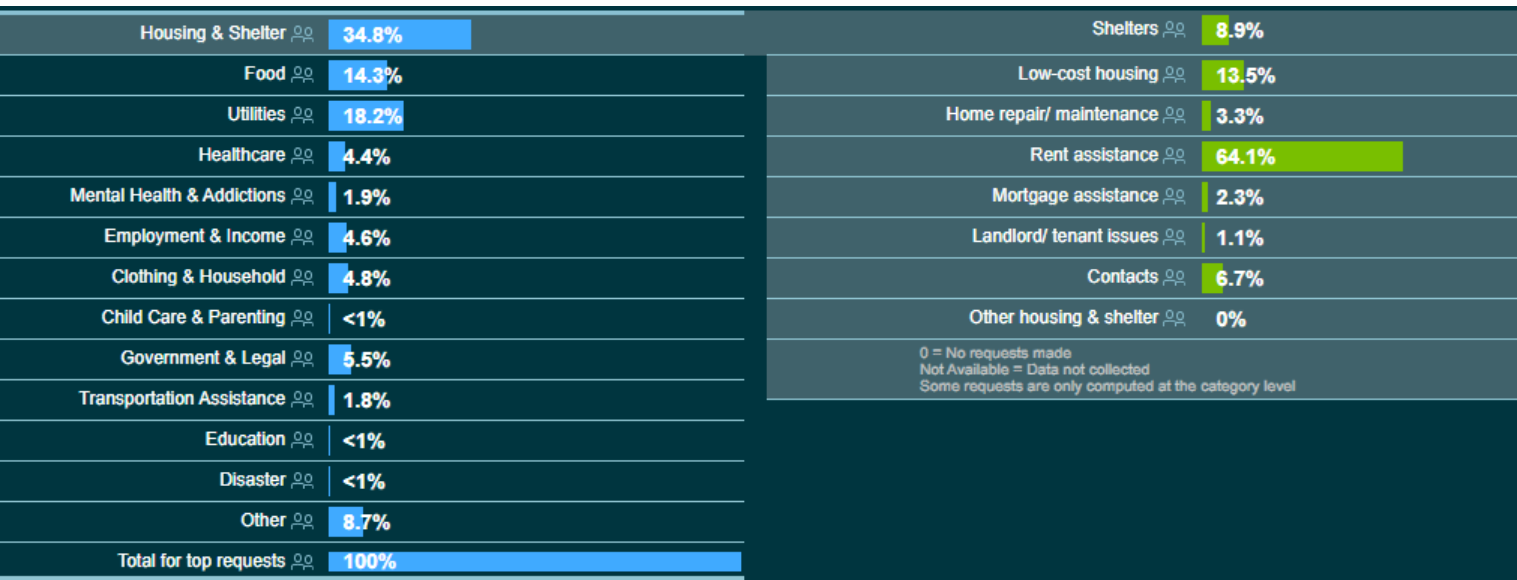 Housing & Shelter 34.8%
Food 14.3%
Utilities 18.2%
Healthcare 4.4%
Mental Health & Addictions 1.9%
Employment & Income 4.6%
Clothing & Household 4.8%
Child Care & Parenting <1%
Government & Legal 5.5%
Transportation Assistance 1.8%
Education <1%
Disaster <1%
Other 8.7%
Total for top requests 100%
Shelters 8.9%
Low-cost housing 13.5%
Home repair/ maintenance 3.3%
Rent assistance 64.1%
Mortgage assistance 2.3%
Landlord/ tenant issues 1.1%
Contacts 6.7%
Other housing & shelter 0%
0 = No requests made
Not Available = Data not collected
Some requests are only computed at the category level